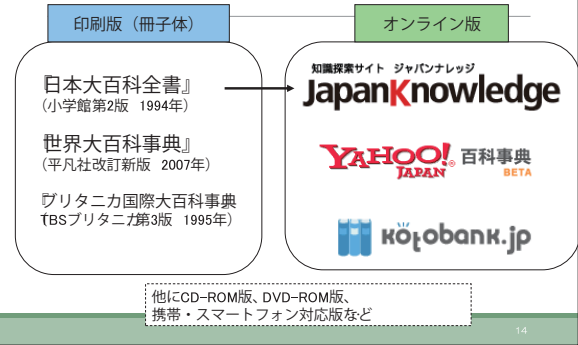 印刷版（冊子体）
『日本大百科全書』
（小学館第2版 1994年）
『世界大百科事典』
（平凡社改訂新版 2007年）
『ブリタニカ国際大百科事典
（TBSブリタニカ第3版 1995年）
オンライン版
知識探索サイト ジャパンナレッジ
JapanKnowledge
YAHOO! 百科事典
JAPAN BETA
kotobank.jp
他にCD-ROM版、DVD-ROM版、
携帯・スマートフォン対応版など
14